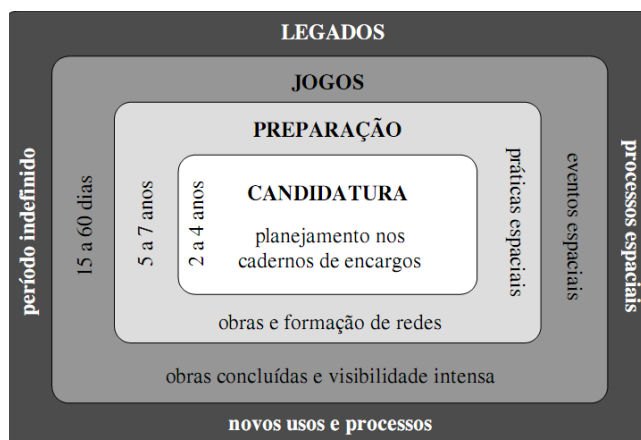 LEGADOS
JOGOS
PREPARAÇÃO
CANDIDATURA
planejamento nos
cadernos de encargos
2 a 4 anos
5 a 7 anos
práticas espaciais
obras e formação de redes
15 a 60 dias
eventos espaciais
obras concluídas e visibilidade intensa
período indefinido
processos espaciais
novos usos e processos